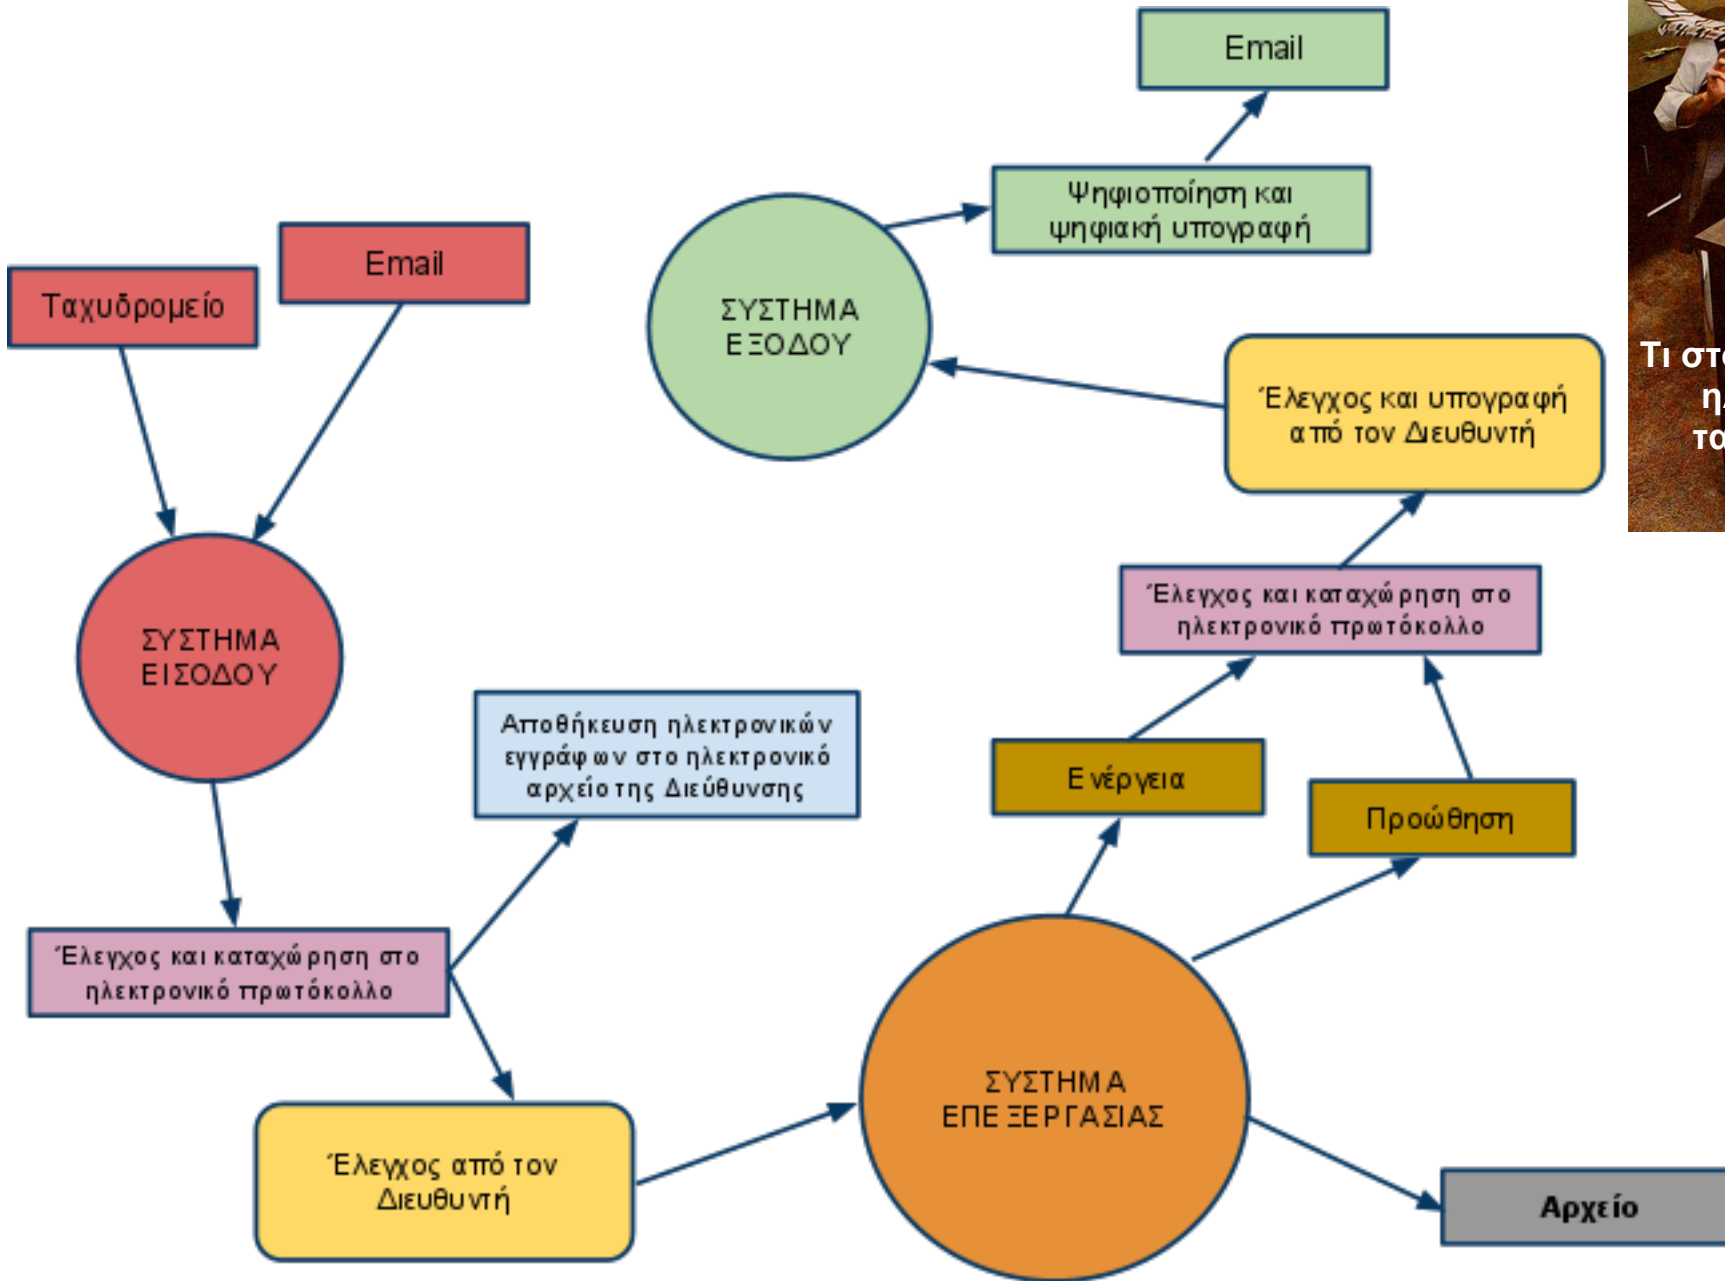 Email
Ψηφιοποίηση και
ψηφιακή υπογραφή
Ταχυδρομείο
Email
ΣΥΣΤΗΜΑ
ΕΞΟΔΟΥ
Έλεγχος και υπογραφή
από τον Διευθυντή
Τι
ΣΥΣΤΗΜΑ
ΕΙΣΟΔΟΥ
Έλεγχος και καταχώρηση στο
ηλεκτρονικό πρωτόκολλο
Αποθήκευση ηλεκτρονικών
εγγράφων στο ηλεκτρονικό
αρχείο της Διεύθυνσης
Ενέργεια
Προώθηση
Έλεγχος και καταχώρηση στο
ηλεκτρονικό πρωτόκολλο
Έλεγχος από τον
Διευθυντή
ΣΥΣΤΗΜΑ
ΕΠΕΞΕΡΓΑΣΙΑΣ
Αρχείο